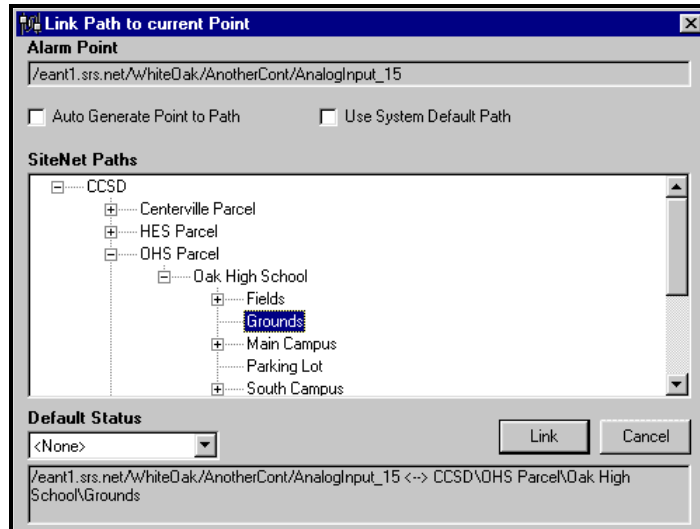 Link Path to current Point
Alarm Point
/eant1.srs.net/WhiteOak/AnotherCont/AnalogInput_15
Auto Generate Point to Path
Use System Default Path
SiteNet Paths
CCSD
Centerville Parcel
HES Parcel
OHS Parcel
Oak High School
Fields
Grounds
Main Campus
Parking Lot
South Campus
Default Status
<None>
Link
Cancel
/eant1.srs.net/WhiteOak/AnotherCont/AnalogInput_15 <--> CCSD\OHS Parcel\Oak High
School\Grounds